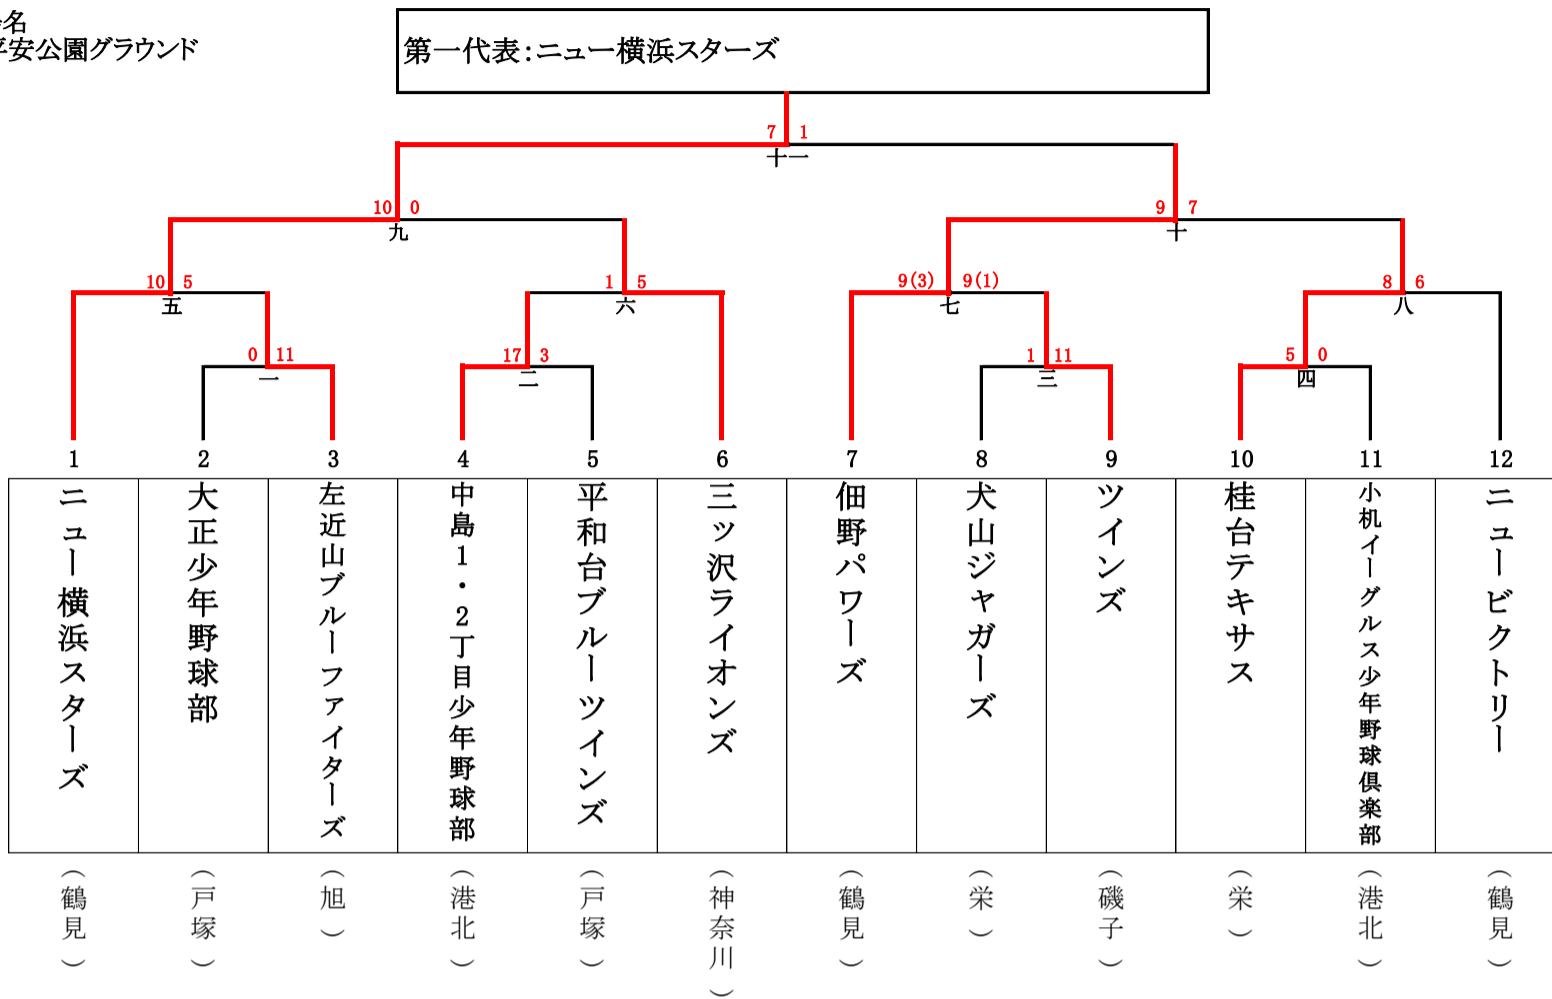 名
平安公園グラウンド
第一代表:ニュー横浜スターズ
7 1
十一
10 0
九
9 7
十
10 5
五
1 5
六
9(3) 9(1)
七
8 6
八
0 11
一
17 3
二
1 11
三
5 0
四
1 2 3 4 5 6 7 8 9 10 11 12
ニュー横浜スターズ
大正少年野球部
左近山ブルーファイターズ
中島1・2丁目少年野球部
平和台ブルーツインズ
三ッ沢ライオンズ
佃野パワーズ
犬山ジャガーズ
ツインズ
桂台テキサス
小机イーグルス少年野球倶楽部
ニュービクトリー
(鶴見)
(戸塚)
(旭)
(港北)
(戸塚)
(神奈川)
(鶴見)
(栄)
(磯子)
(栄)
(港北)
(鶴見)